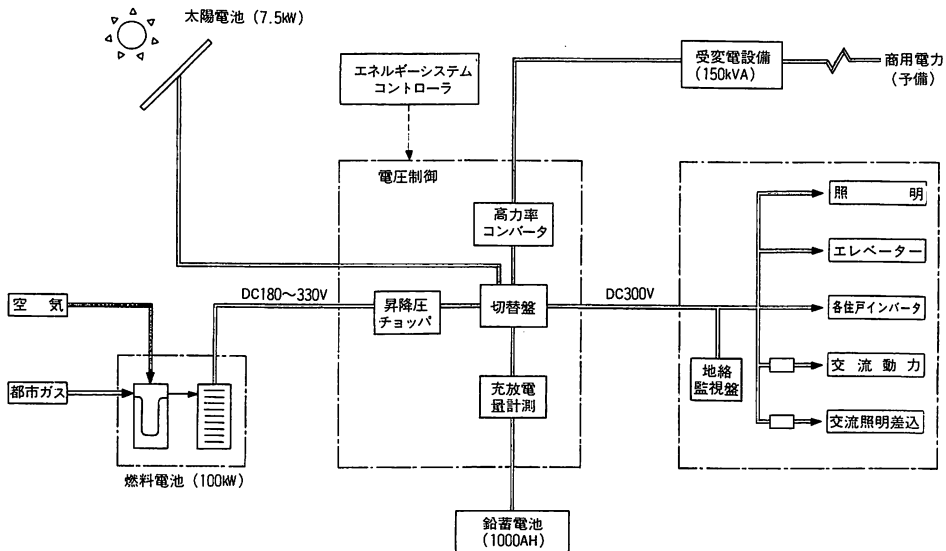 太陽電池（7.5kW）
エネルギーシステム
コントローラ
受変電設備
（150kVA）
商用電力
（予備）
電圧制御
高力率
コンバータ
照　明
エレベーター
空　気
DC180～330V
昇降圧
チョッパ
切替盤
DC300V
各住戸インバータ
都市ガス
充放電
量計測
地絡
監視盤
交流動力
交流照明差込
燃料電池（100kW）
鉛蓄電池
（1000AH）